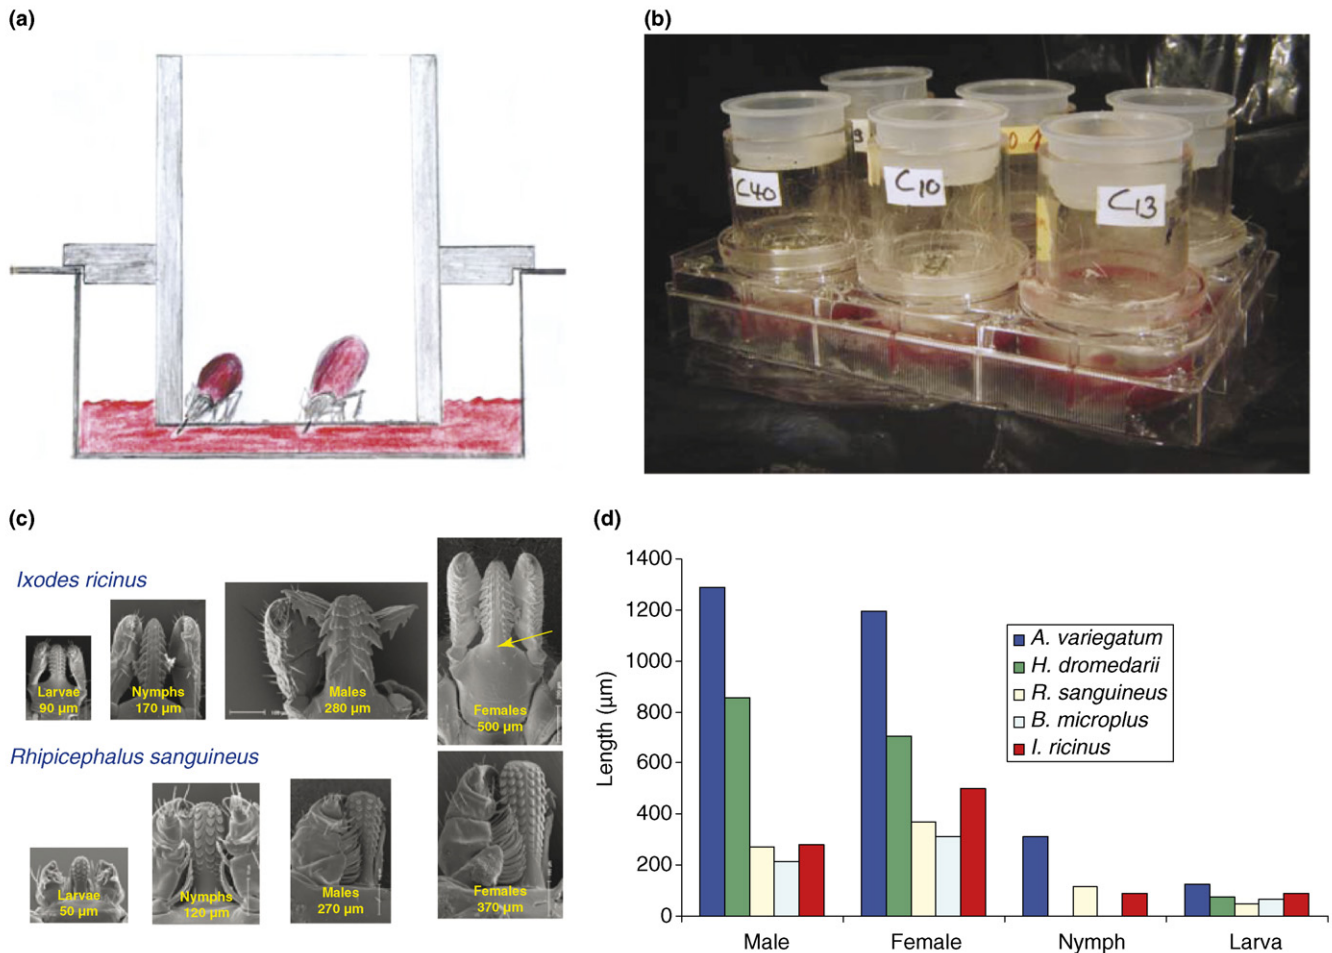 (a)
(b)
C40
C10
C13
(c)
Ixodes ricinus
Larvae
90 µm
Nymphs
170 µm
Males
280 µm
Females
500 µm
Rhipicephalus sanguineus
Larvae
50 µm
Nymphs
120 µm
Males
270 µm
Females
370 µm
(d)
Length (µm)
1400
1200
1000
800
600
400
200
0
A. variegatum
H. dromedarii
R. sanguineus
B. microplus
I. ricinus
Male
Female
Nymph
Larva